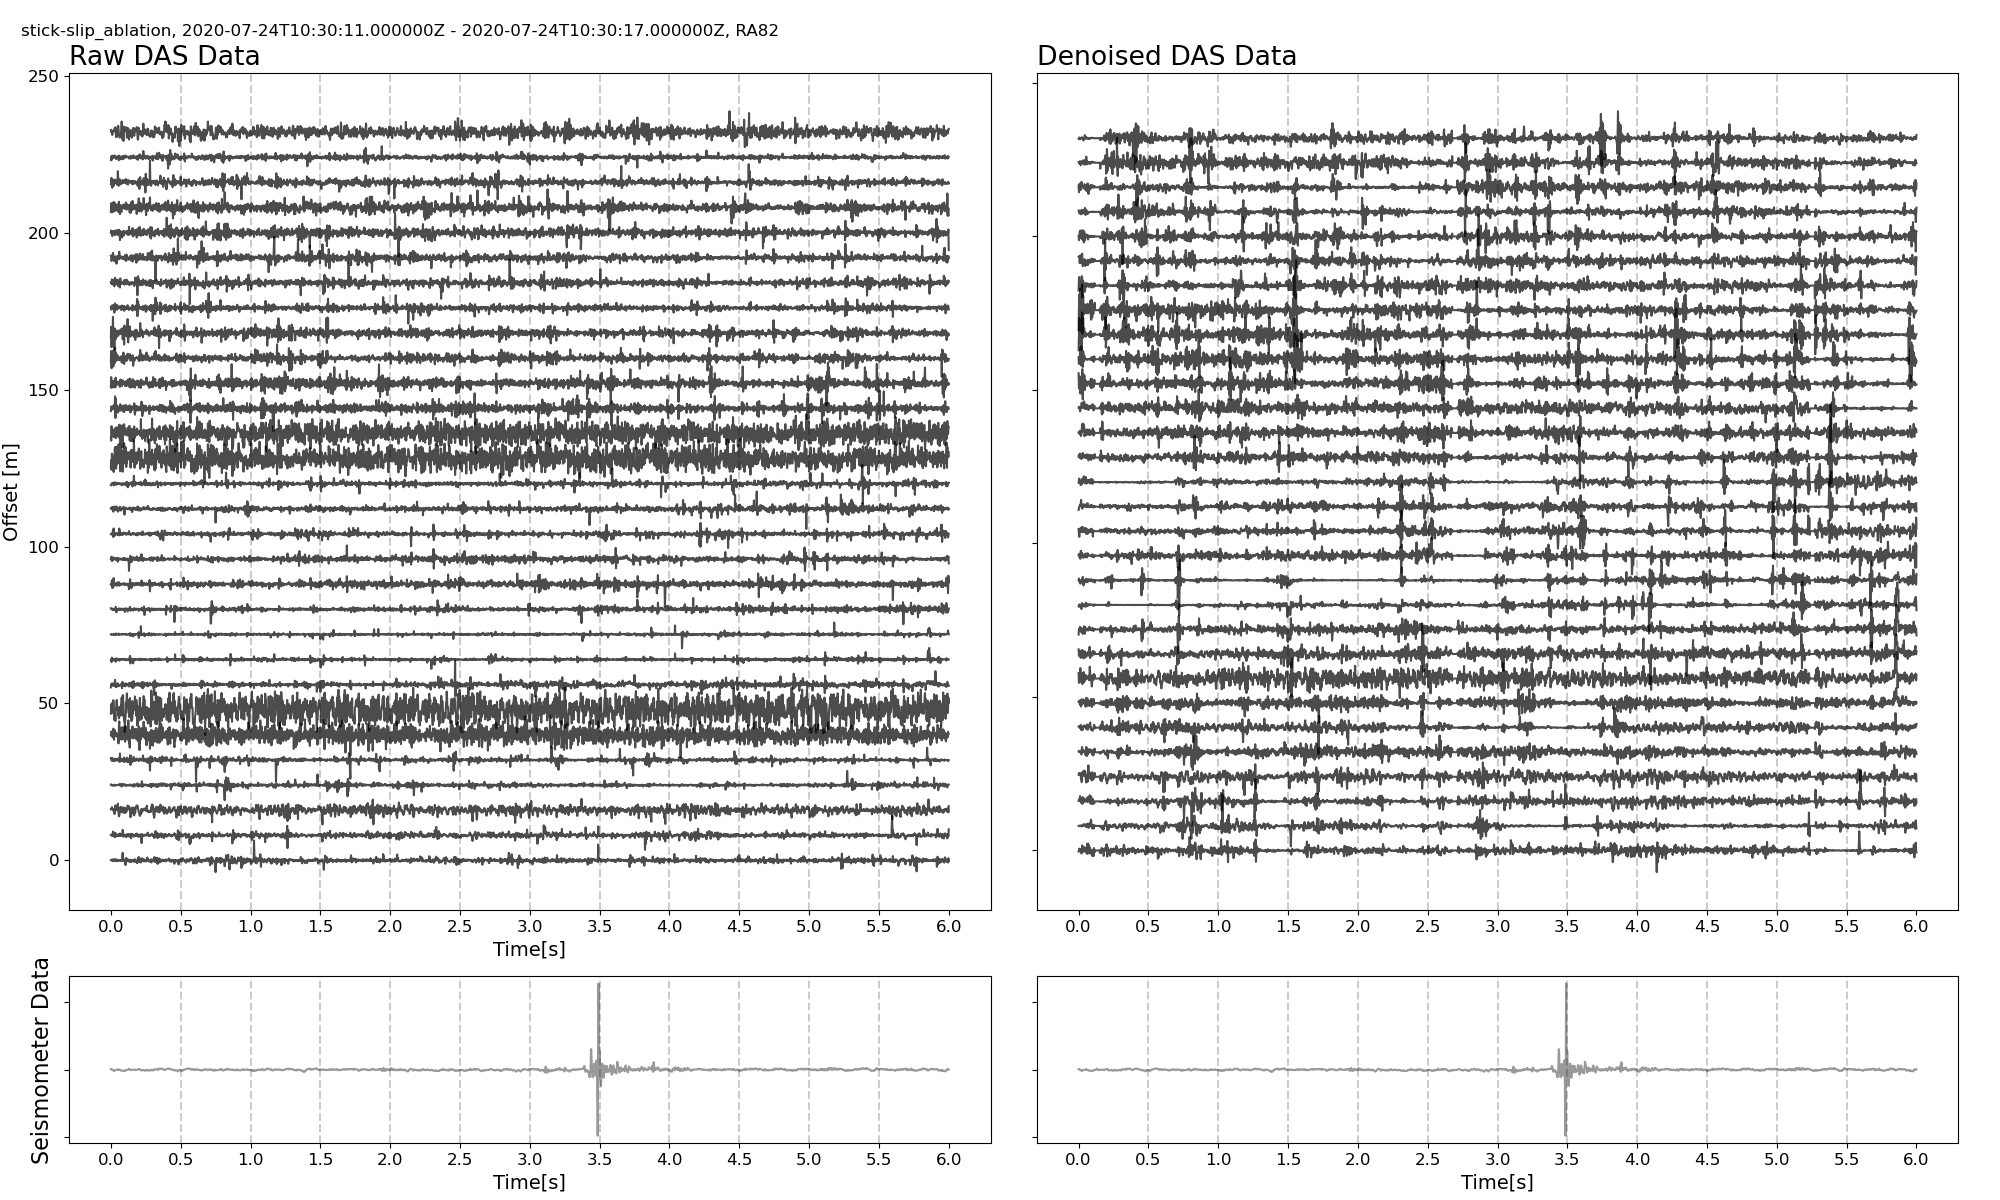 stick-slip_ablation, 2020-07-24T10:30:11.000000Z - 2020-07-24T10:30:17.000000Z, RA82
Raw DAS Data
Denoised DAS Data
Offset [m]
250
200
150
100
50
0
0.0 0.5 1.0 1.5 2.0 2.5 3.0 3.5 4.0 4.5 5.0 5.5 6.0
Time[s]
0.0 0.5 1.0 1.5 2.0 2.5 3.0 3.5 4.0 4.5 5.0 5.5 6.0
Seismometer Data
0.0 0.5 1.0 1.5 2.0 2.5 3.0 3.5 4.0 4.5 5.0 5.5 6.0
Time[s]
0.0 0.5 1.0 1.5 2.0 2.5 3.0 3.5 4.0 4.5 5.0 5.5 6.0
Time[s]